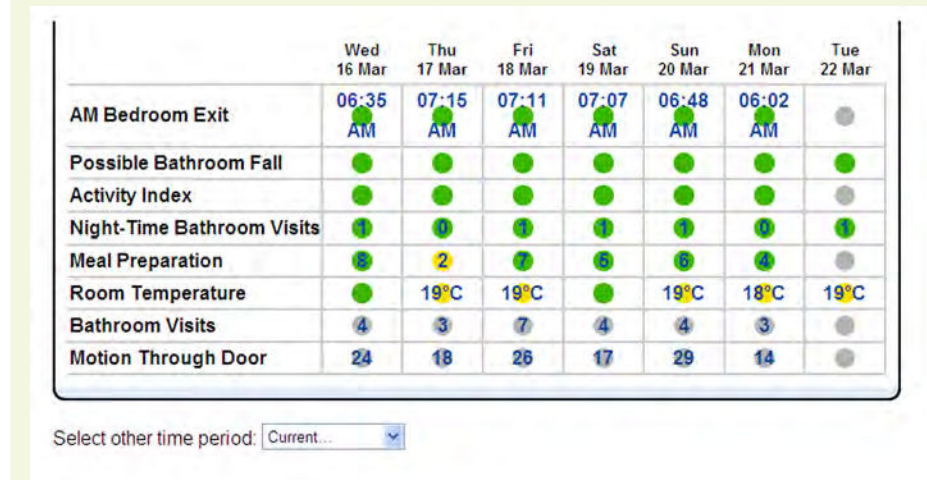 Wed Thu Fri Sat Sun Mon Tue
16 Mar 17 Mar 18 Mar 19 Mar 20 Mar 21 Mar 22 Mar
AM Bedroom Exit 06:35 AM 07:15 AM 07:11 AM 07:07 AM 06:48 AM 06:02 AM
Possible Bathroom Fall
Activity Index
Night-Time Bathroom Visits 1 0 1 1 1 0 1
Meal Preparation 8 2 7 5 6 4
Room Temperature 19°C 19°C 19°C 18°C 19°C
Bathroom Visits 4 3 7 4 4 3
Motion Through Door 24 18 26 17 29 14
Select other time period: Current...